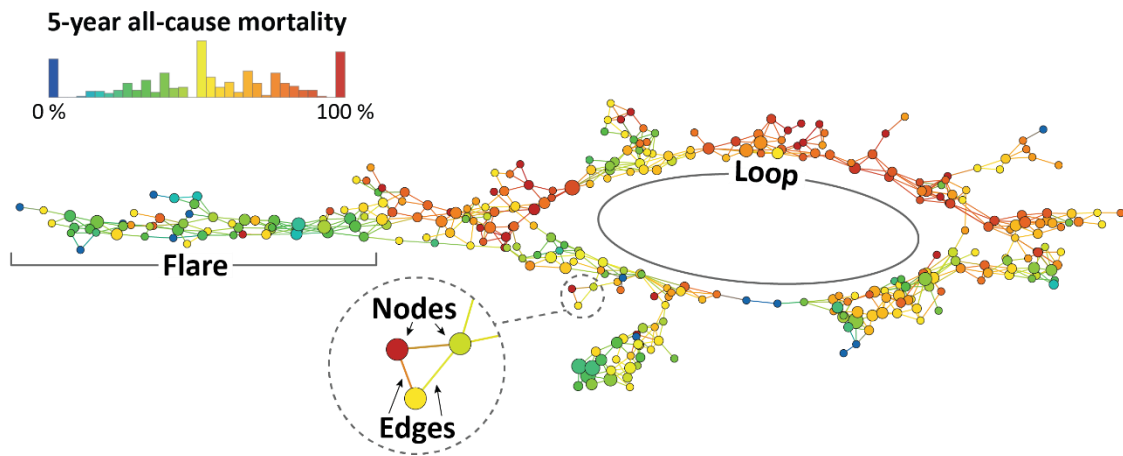 5-year all-cause mortality
0 %
100 %
Loop
Flare
Nodes
Edges